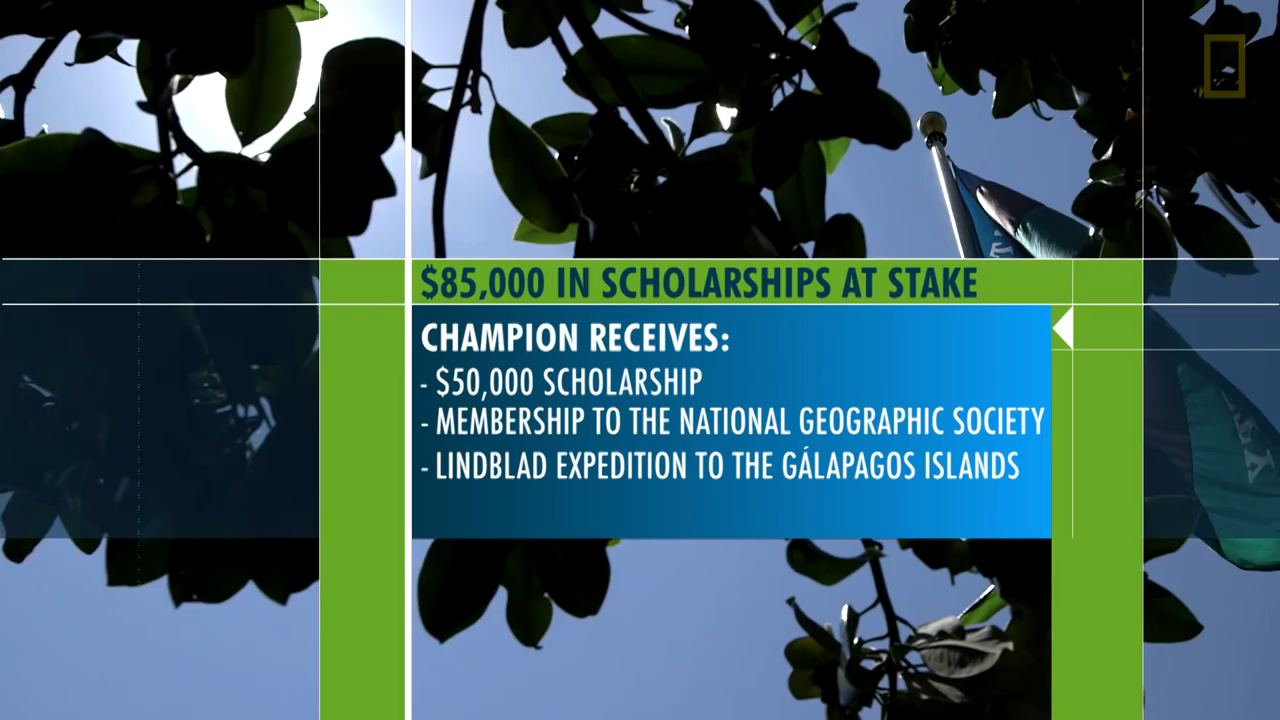 $85,000 IN SCHOLARSHIPS AT STAKE
CHAMPION RECEIVES:
- $50,000 SCHOLARSHIP
- MEMBERSHIP TO THE NATIONAL GEOGRAPHIC SOCIETY
- LINDBLAD EXPEDITION TO THE GÁLAPAGOS ISLANDS